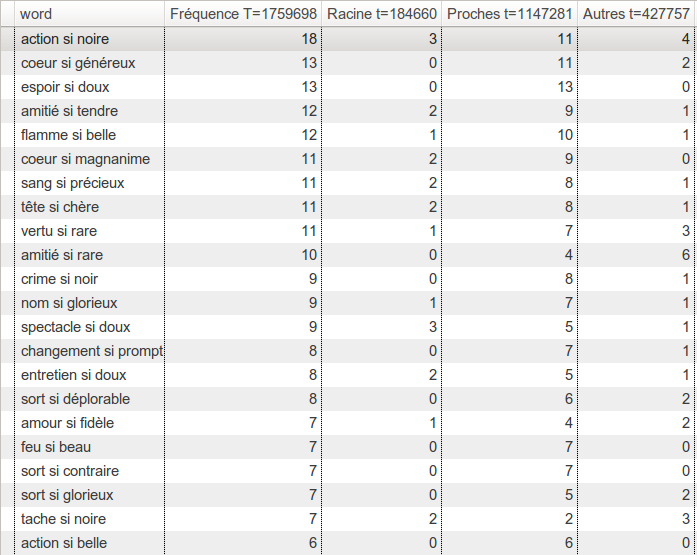 word Fréquence T=1759698 Racine t=184660 Proches t=1147281 Autres t=427757
action si noire 18 3 11 4
coeur si généreux 13 0 11 2
espoir si doux 13 0 13 0
amitié si tendre 12 2 9 1
flamme si belle 12 1 10 1
coeur si magnanime 11 2 9 0
sang si précieux 11 2 8 1
tête si chère 11 2 8 1
vertu si rare 11 1 7 3
amitié si rare 10 0 4 6
crime si noir 9 0 8 1
nom si glorieux 9 1 7 1
spectacle si doux 9 3 5 1
changement si prompt 8 0 7 1
entretien si doux 8 2 5 1
sort si déplorable 8 0 6 2
amour si fidèle 7 1 4 2
feu si beau 7 0 7 0
sort si contraire 7 0 7 0
sort si glorieux 7 0 5 2
tache si noire 7 2 2 3
action si belle 6 0 6 0